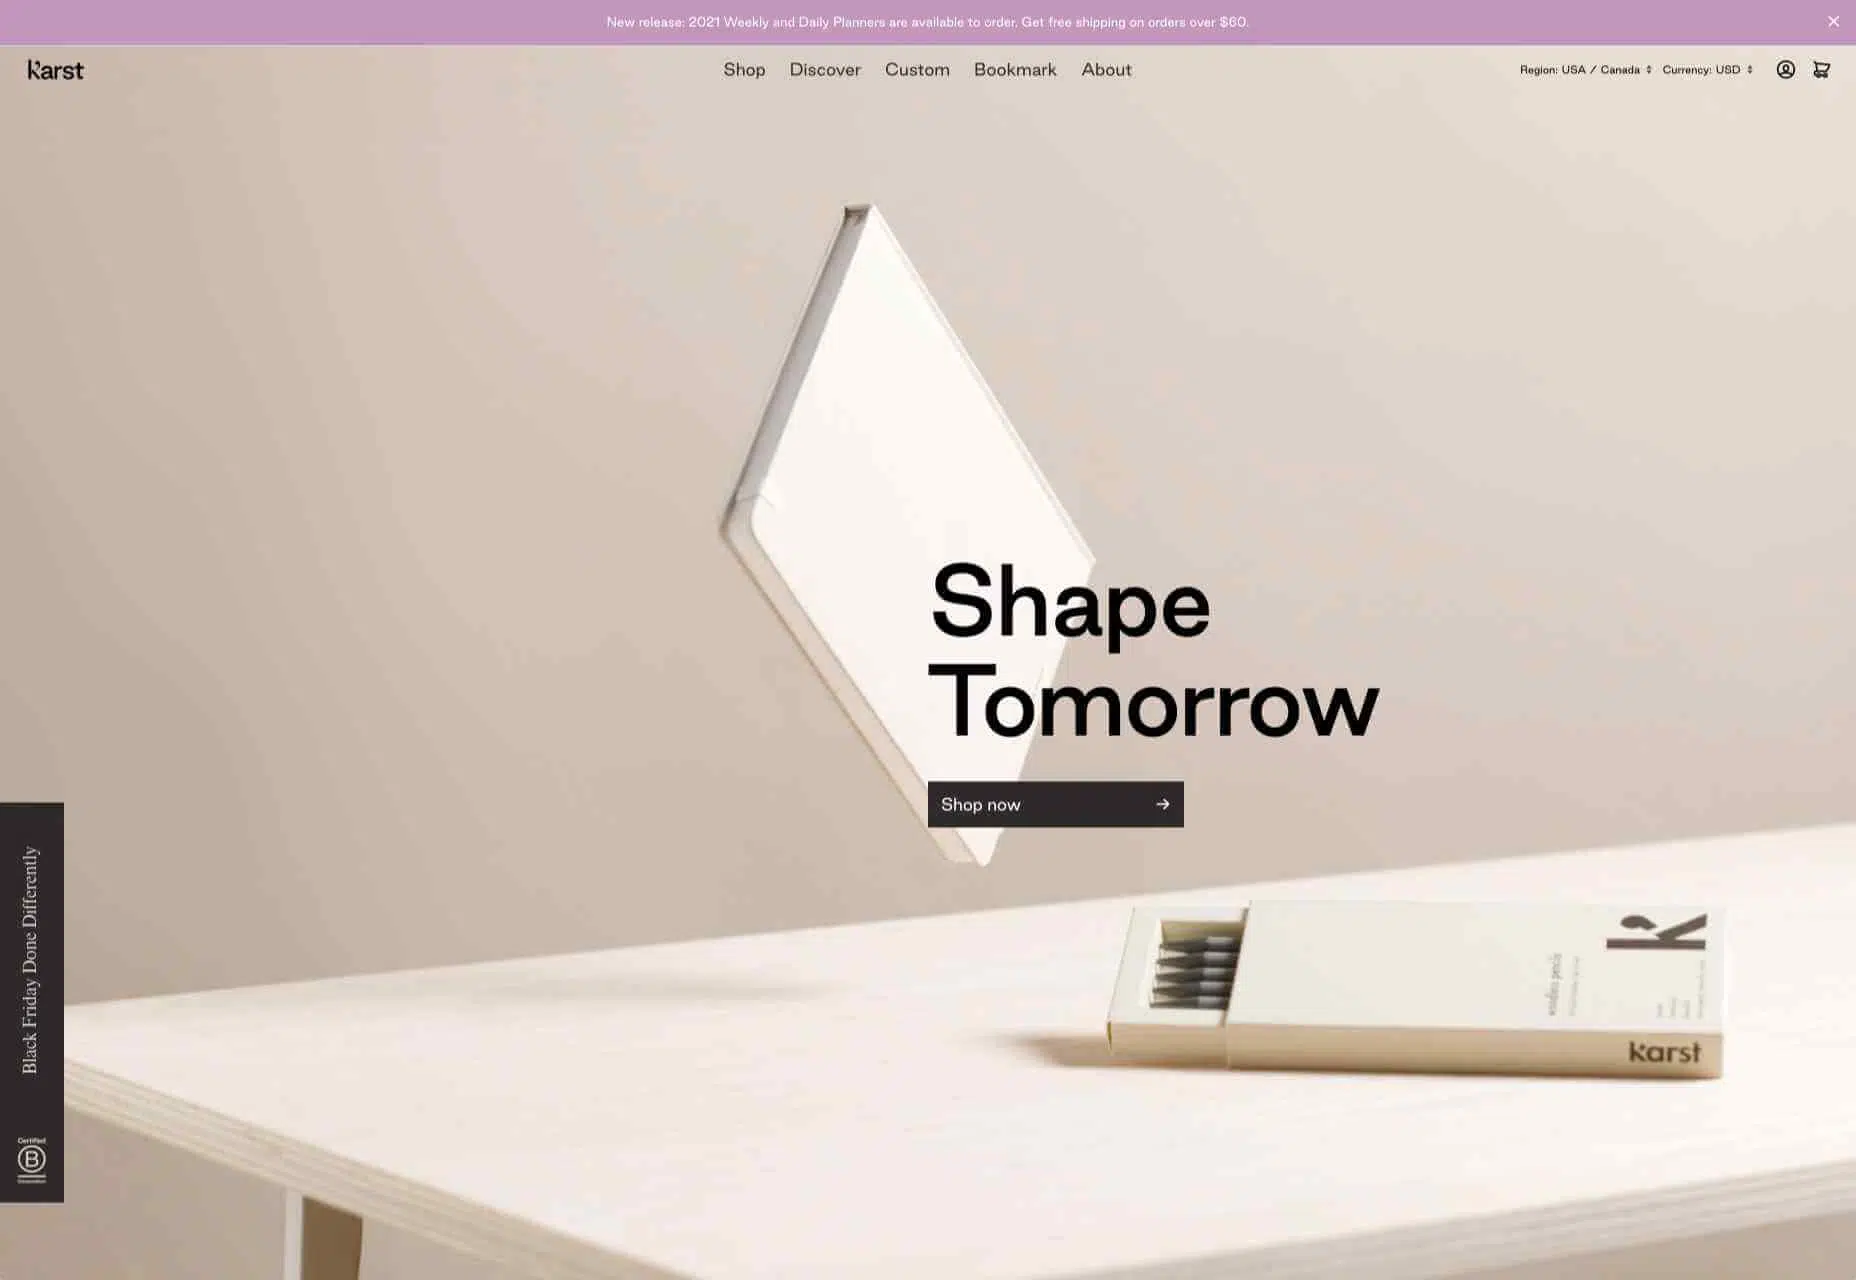 New release: 2021 Weekly and Daily Planners are available to order. Get free shipping on orders over $60.
karst
Shop
Discover
Custom
Bookmark
About
Region: USA / Canada
Currency: USD
Shape
Tomorrow
Shop now
Black Friday Done Differently
Certified
B
Corporation
k
karst